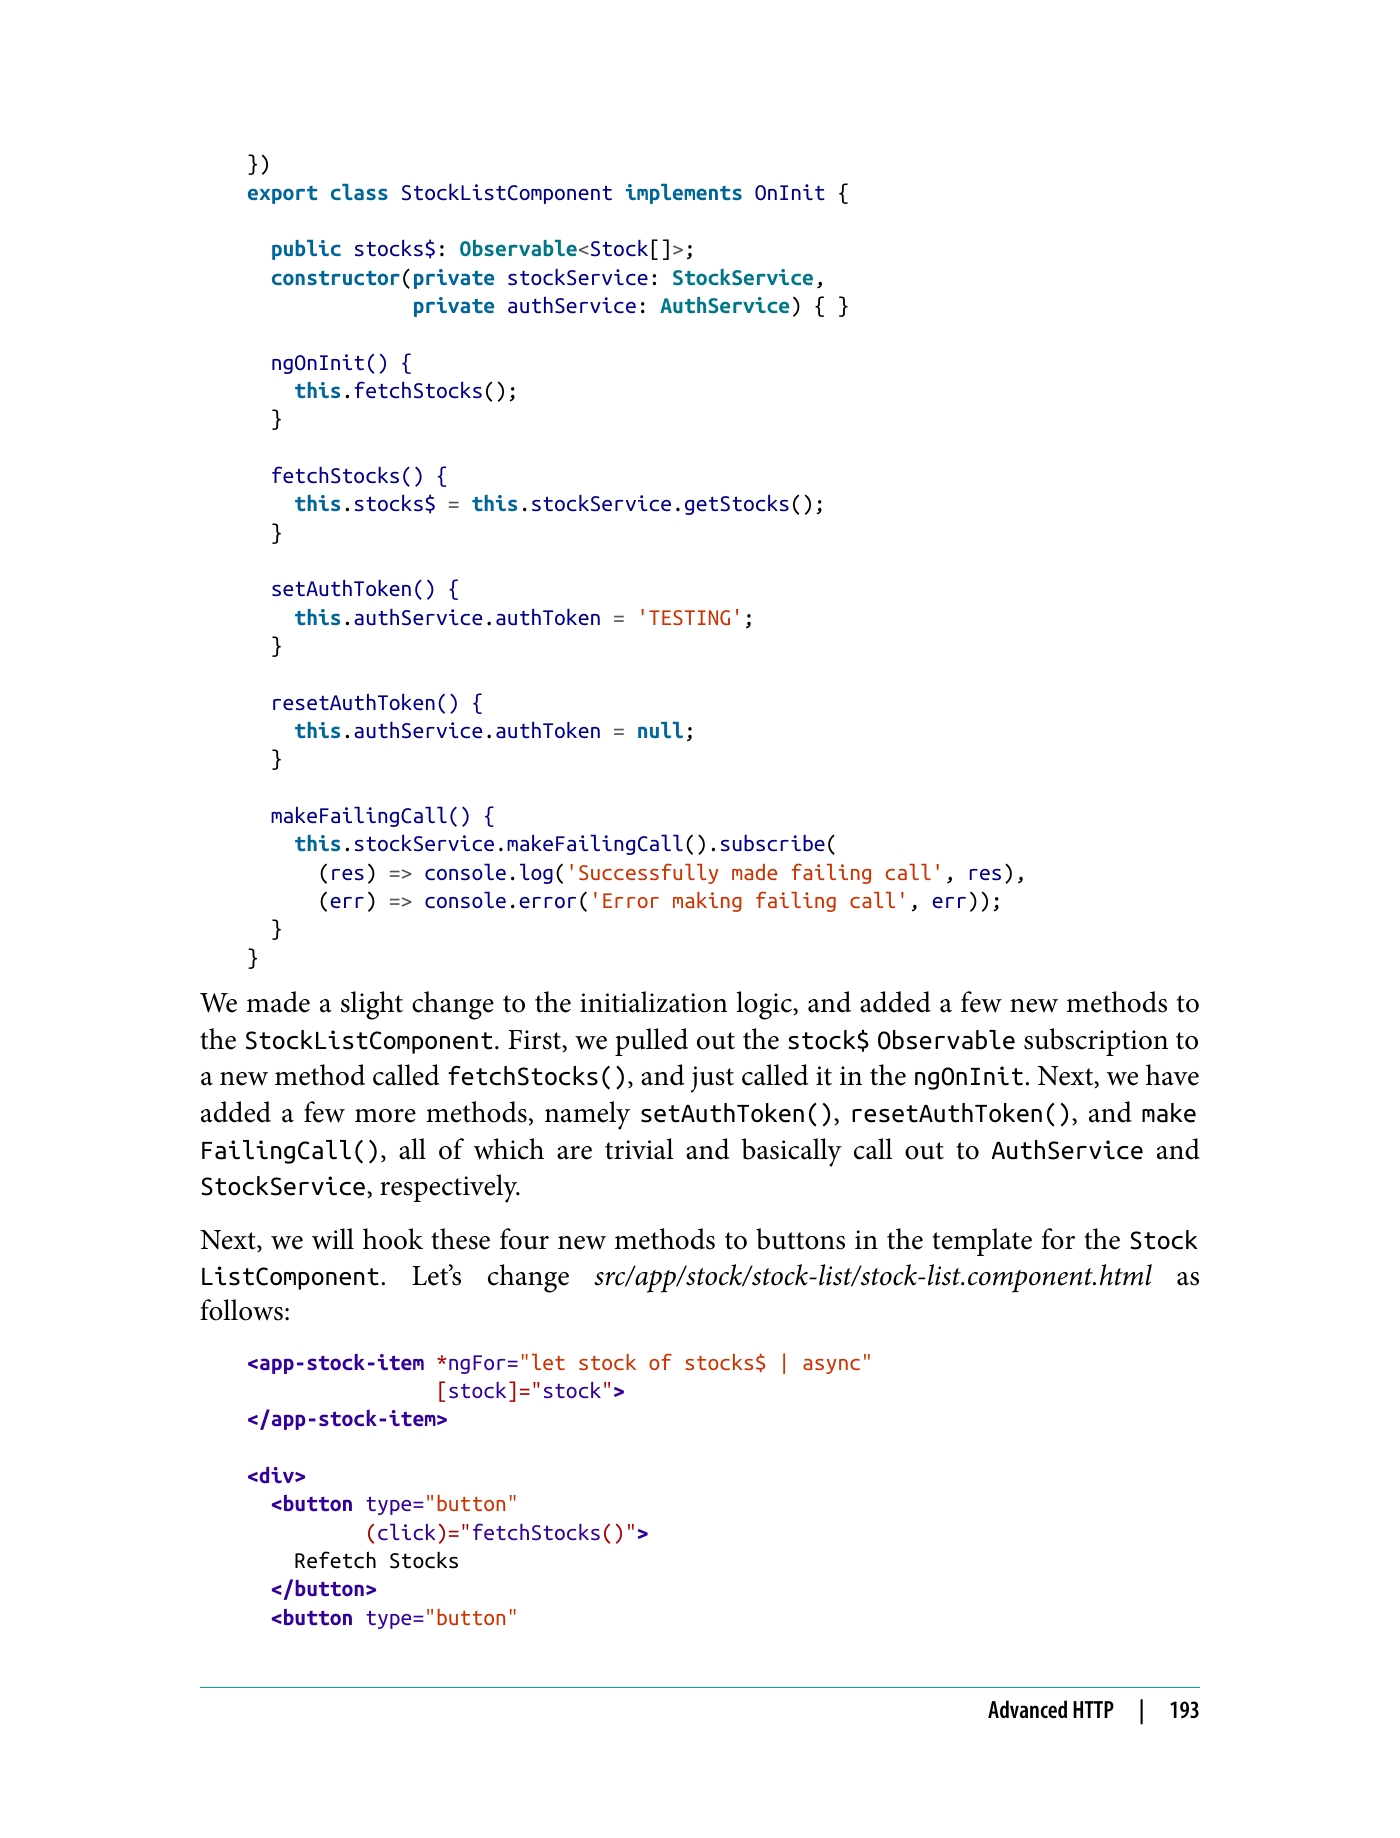 })
export class StockListComponent implements OnInit {
public stocks$: Observable<Stock[]>;
constructor(private stockService: StockService,
private authService: AuthService) { }
ngOnInit() {
this.fetchStocks();
}
fetchStocks() {
this.stocks$ = this.stockService.getStocks();
}
setAuthToken() {
this.authService.authToken = 'TESTING';
}
resetAuthToken() {
this.authService.authToken = null;
}
makeFailingCall() {
this.stockService.makeFailingCall().subscribe(
(res) => console.log('Successfully made failing call', res),
(err) => console.error('Error making failing call', err));
}
}
We made a slight change to the initialization logic, and added a few new methods to
the StockListComponent. First, we pulled out the stock$ Observable subscription to
a new method called fetchStocks(), and just called it in the ngOnInit. Next, we have
added a few more methods, namely setAuthToken(), resetAuthToken(), and make
FailingCall(), all of which are trivial and basically call out to AuthService and
StockService, respectively.
Next, we will hook these four new methods to buttons in the template for the Stock
ListComponent. Let’s change src/app/stock/stock-list/stock-list.component.html as
follows:
<app-stock-item *ngFor="let stock of stocks$ | async"
[stock]="stock">
</app-stock-item>
<div>
<button type="button"
(click)="fetchStocks()">
Refetch Stocks
</button>
<button type="button"
Advanced HTTP | 193